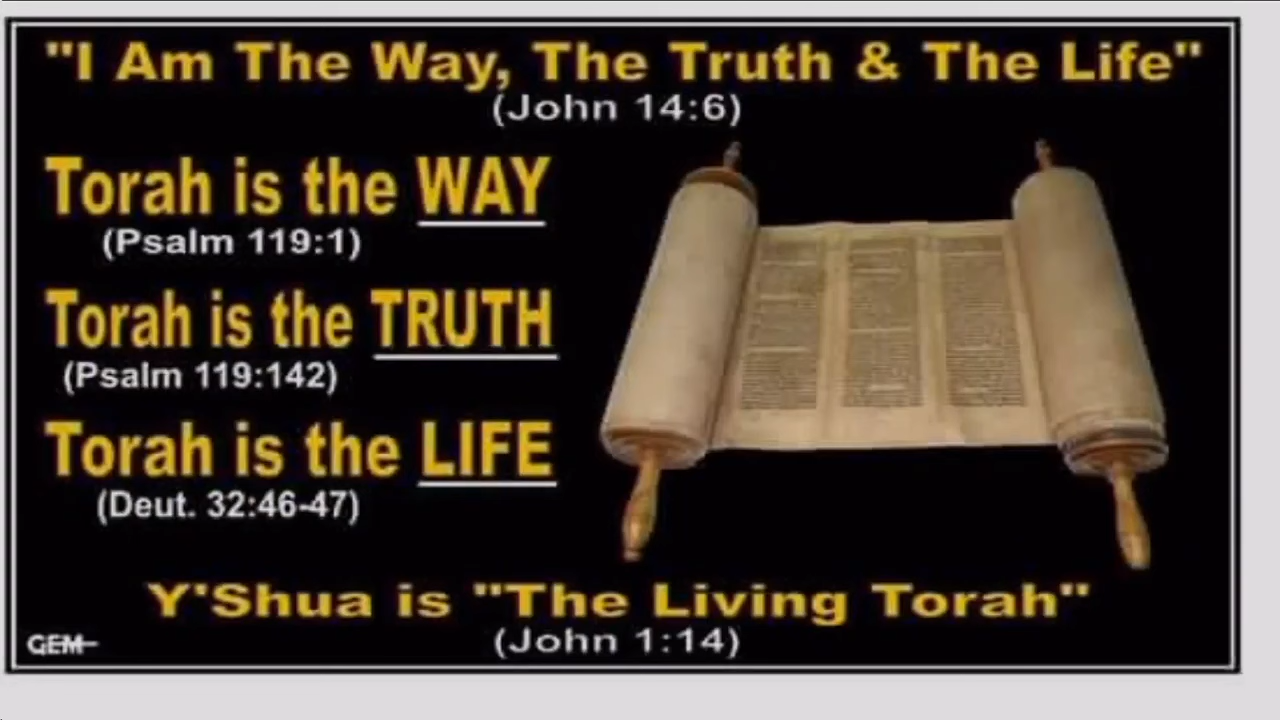 "I Am The Way, The Truth & The Life"
(John 14:6)
Torah is the WAY
(Psalm 119:1)
Torah is the TRUTH
(Psalm 119:142)
Torah is the LIFE
(Deut. 32:46-47)
Y'Shua is "The Living Torah"
(John 1:14)
GEM